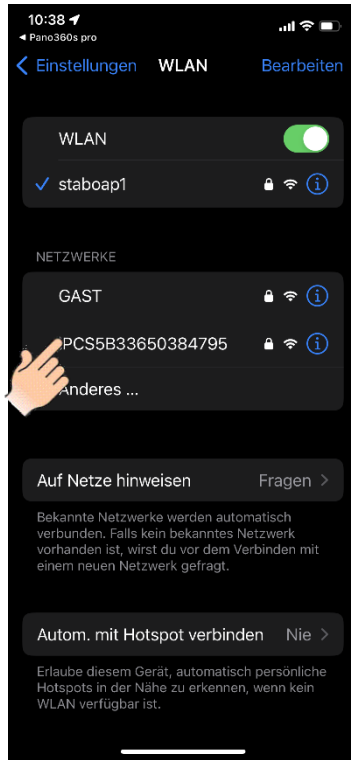 10:38
◀ Pano360s pro
Einstellungen WLAN Bearbeiten
WLAN
staboap1
NETZWERKE
GAST
PCS5B33650384795
Anderes ...
Auf Netze hinweisen Fragen
Bekannte Netzwerke werden automatisch
verbunden. Falls kein bekanntes Netzwerk
vorhanden ist, wirst du vor dem Verbinden mit
einem neuen Netzwerk gefragt.
Autom. mit Hotspot verbinden Nie
Erlaube diesem Gerät, automatisch persönliche
Hotspots in der Nähe zu erkennen, wenn kein
WLAN verfügbar ist.